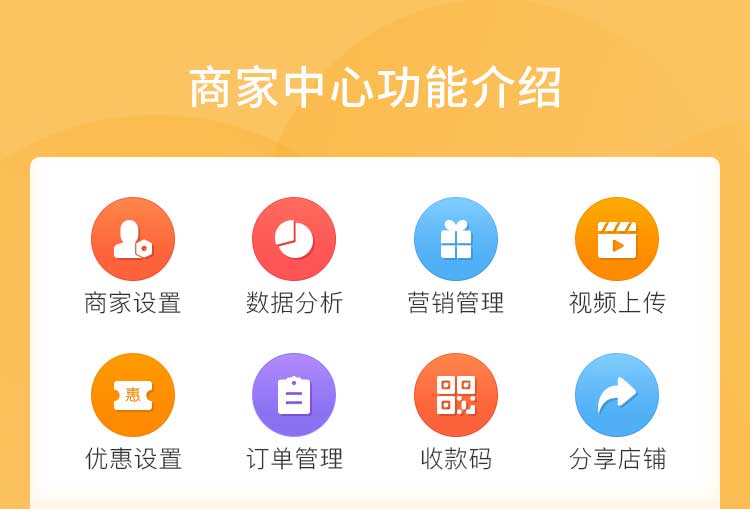 商家中心功能介绍
商家设置 数据分析 营销管理 视频上传
惠
优惠设置 订单管理 收款码 分享店铺